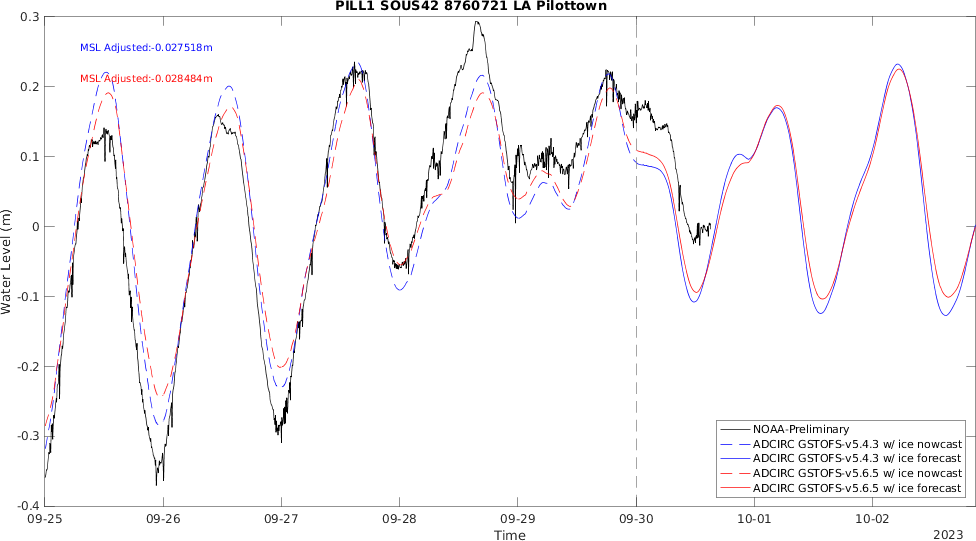 PILL1 SOUS42 8760721 LA Pilottown
MSL Adjusted:-0.027518m
MSL Adjusted:-0.028484m
Water Level (m)
0.3
0.2
0.1
0
-0.1
-0.2
-0.3
-0.4
NOAA-Preliminary
ADCIRC GSTOFS-v5.4.3 w/ ice nowcast
ADCIRC GSTOFS-v5.4.3 w/ ice forecast
ADCIRC GSTOFS-v5.6.5 w/ ice nowcast
ADCIRC GSTOFS-v5.6.5 w/ ice forecast
09-25 09-26 09-27 09-28 09-29 09-30 10-01 10-02
Time
2023